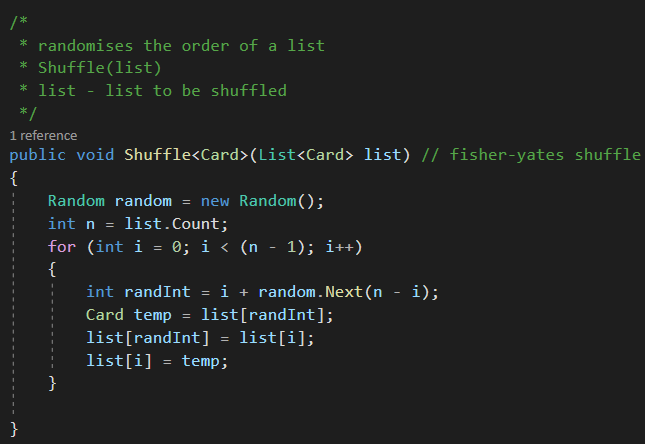 /*
 * randomises the order of a list
 * Shuffle(list)
 * list - list to be shuffled
 */
1 reference
public void Shuffle<Card>(List<Card> list) // fisher-yates shuffle
{
    Random random = new Random();
    int n = list.Count;
    for (int i = 0; i < (n - 1); i++)
    {
        int randInt = i + random.Next(n - i);
        Card temp = list[randInt];
        list[randInt] = list[i];
        list[i] = temp;
    }
}